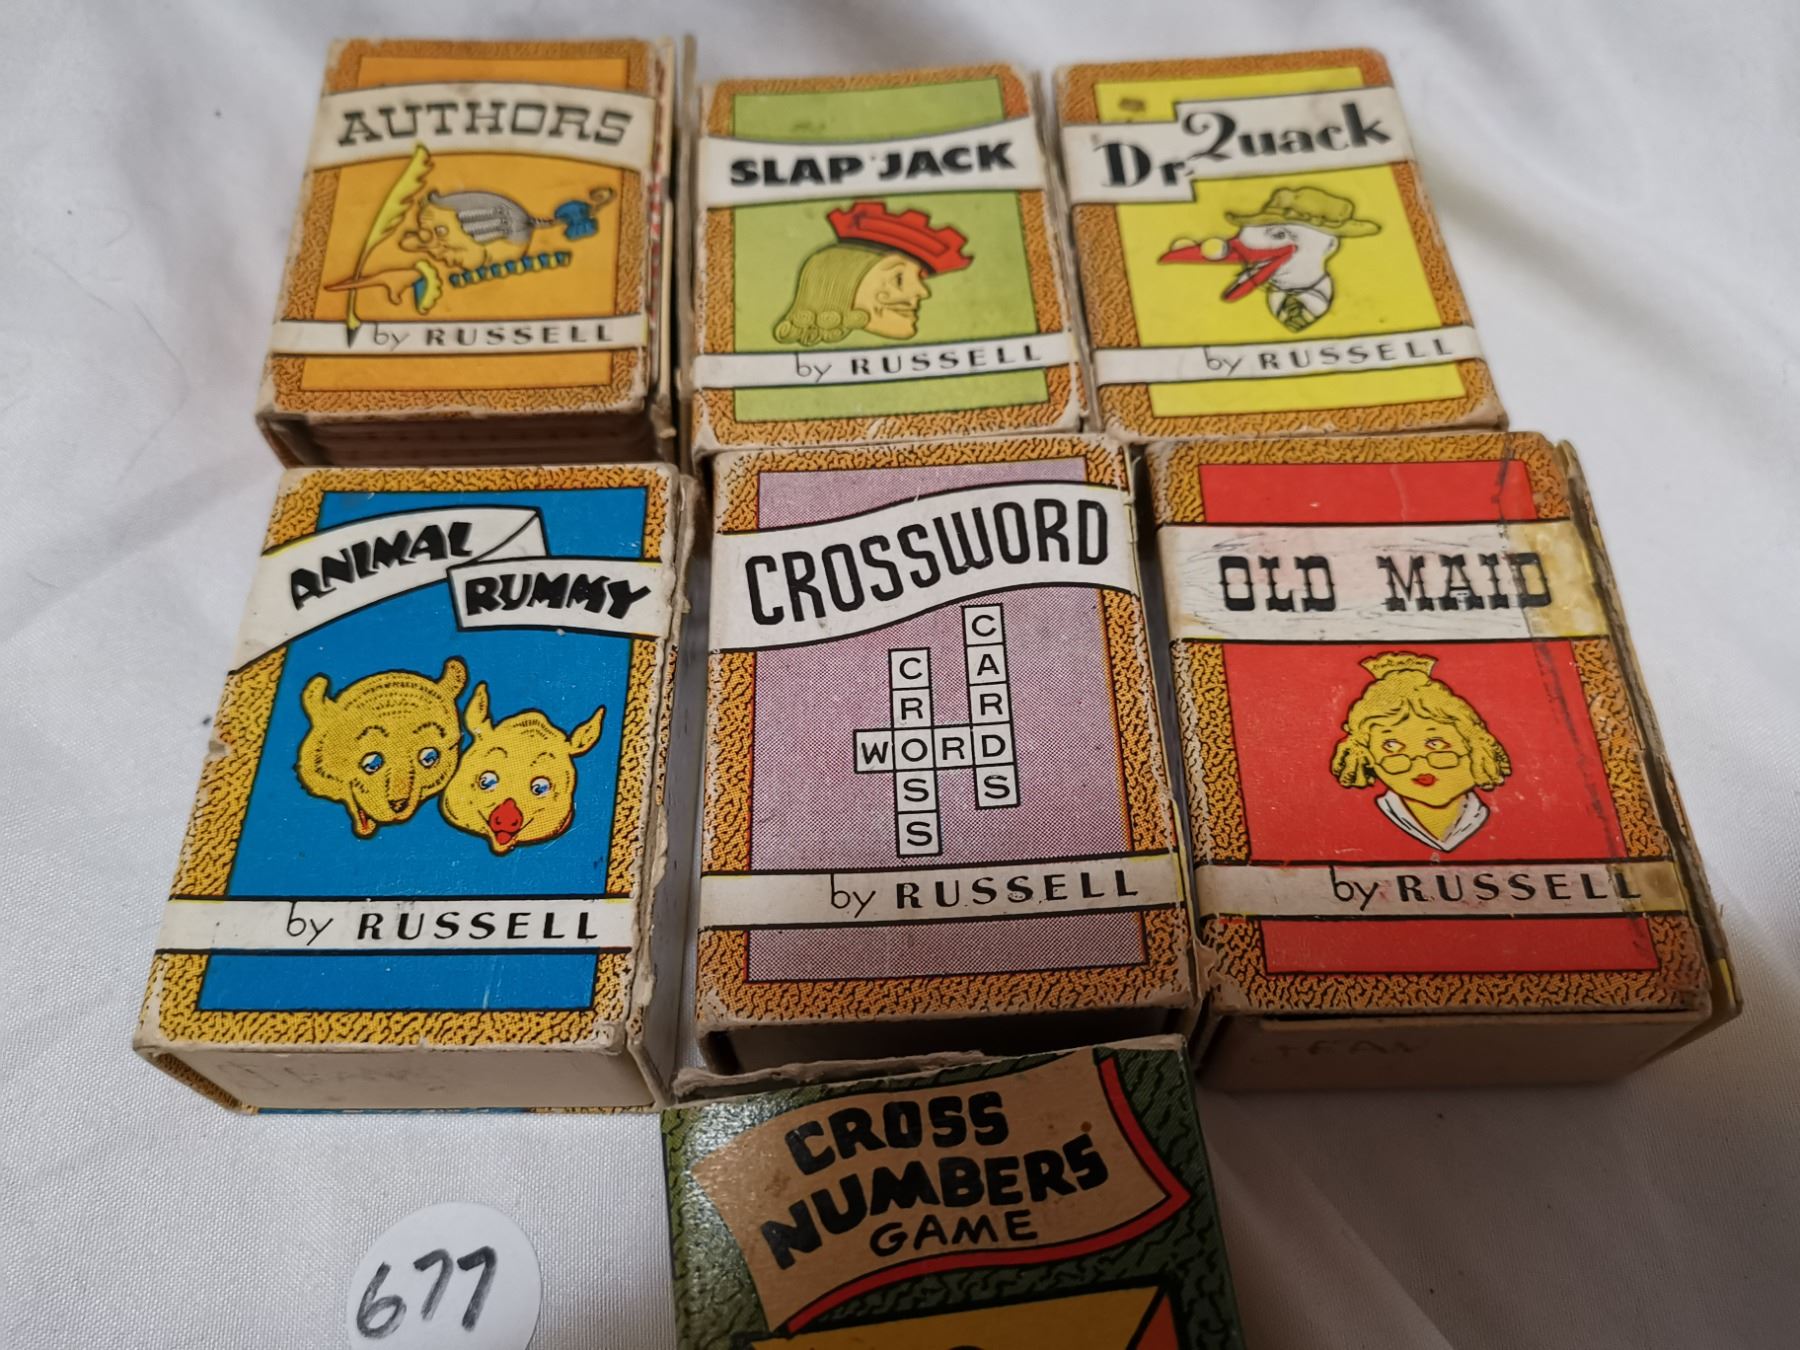 AUTHORS
by RUSSELL
SLAP JACK
by RUSSELL
Dr. Quack
by RUSSELL
ANIMAL
RUMMY
by RUSSELL
CROSSWORD
CARDS
CROSS
WORDS
by RUSSELL
OLD MAID
by RUSSELL
CROSS
NUMBERS
GAME
677